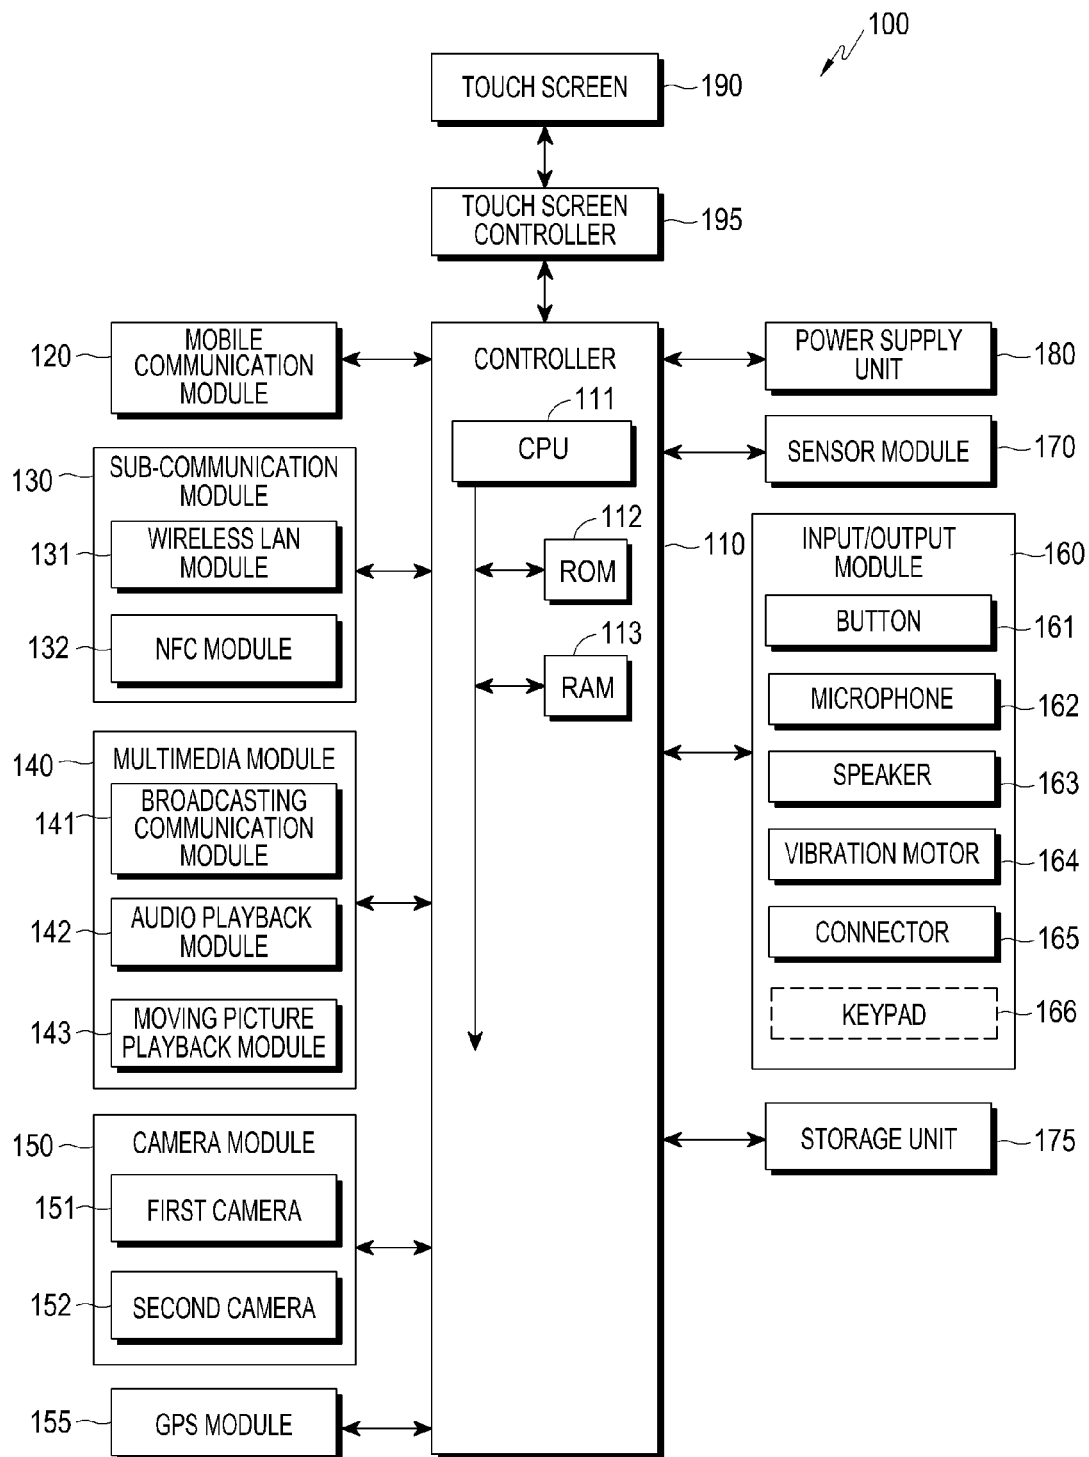 100
TOUCH SCREEN
190
TOUCH SCREEN
CONTROLLER
195
120
MOBILE
COMMUNICATION
MODULE
130
SUB-COMMUNICATION
MODULE
131
WIRELESS LAN
MODULE
132
NFC MODULE
140
MULTIMEDIA MODULE
141
BROADCASTING
COMMUNICATION
MODULE
142
AUDIO PLAYBACK
MODULE
143
MOVING PICTURE
PLAYBACK MODULE
150
CAMERA MODULE
151
FIRST CAMERA
152
SECOND CAMERA
155
GPS MODULE
CONTROLLER
111
CPU
112
ROM
113
RAM
110
POWER SUPPLY
UNIT
180
SENSOR MODULE
170
INPUT/OUTPUT
MODULE
160
BUTTON
161
MICROPHONE
162
SPEAKER
163
VIBRATION MOTOR
164
CONNECTOR
165
KEYPAD
166
STORAGE UNIT
175